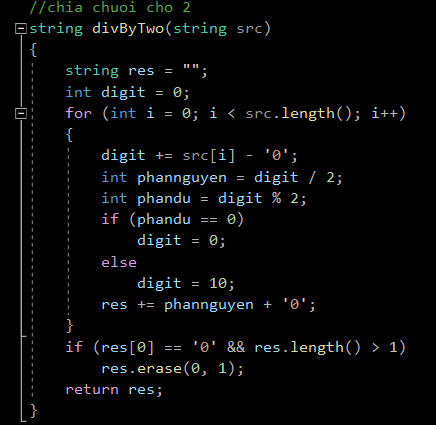 //chia chuoi cho 2
string divByTwo(string src)
{
    string res = "";
    int digit = 0;
    for (int i = 0; i < src.length(); i++)
    {
        digit += src[i] - '0';
        int phannguyen = digit / 2;
        int phandu = digit % 2;
        if (phandu == 0)
            digit = 0;
        else
            digit = 10;
        res += phannguyen + '0';
    }
    if (res[0] == '0' && res.length() > 1)
        res.erase(0, 1);
    return res;
}